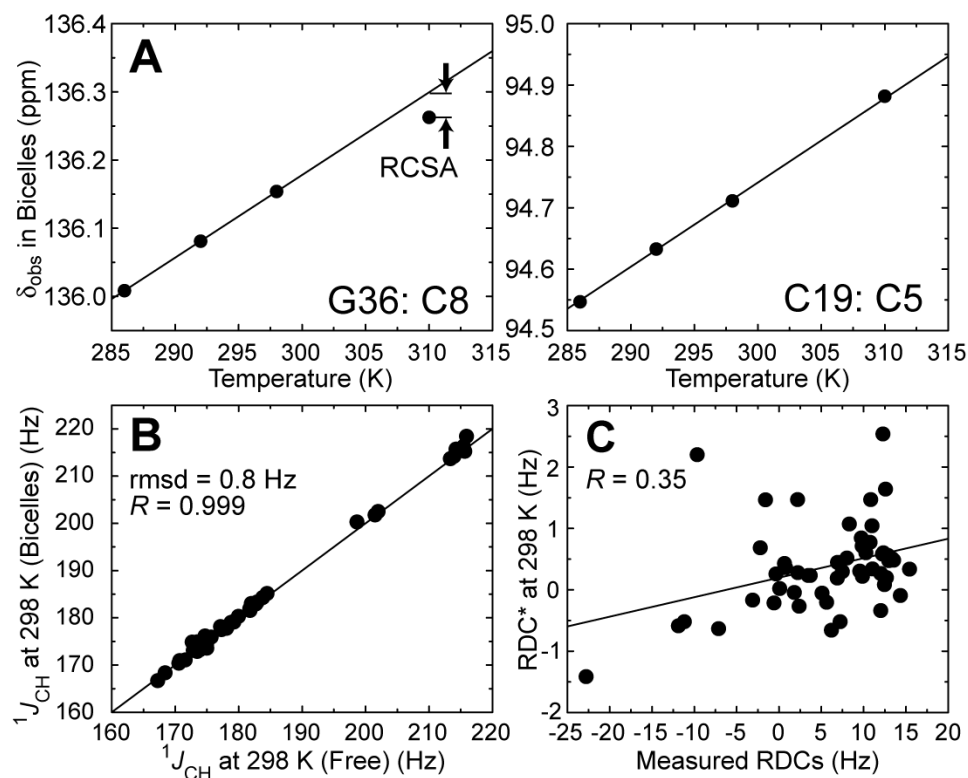 A
δobs in Bicelles (ppm)
136.4
136.3
136.2
136.1
136.0
RCSA
G36: C8
285 290 295 300 305 310 315
Temperature (K)
95.0
94.9
94.8
94.7
94.6
94.5
C19: C5
285 290 295 300 305 310 315
Temperature (K)
B
rmsd = 0.8 Hz
R = 0.999
¹JCH at 298 K (Bicelles) (Hz)
220
210
200
190
180
170
160
160 170 180 190 200 210 220
¹JCH at 298 K (Free) (Hz)
C
R = 0.35
RDC* at 298 K (Hz)
3
2
1
0
-1
-2
-25 -20 -15 -10 -5 0 5 10 15 20
Measured RDCs (Hz)